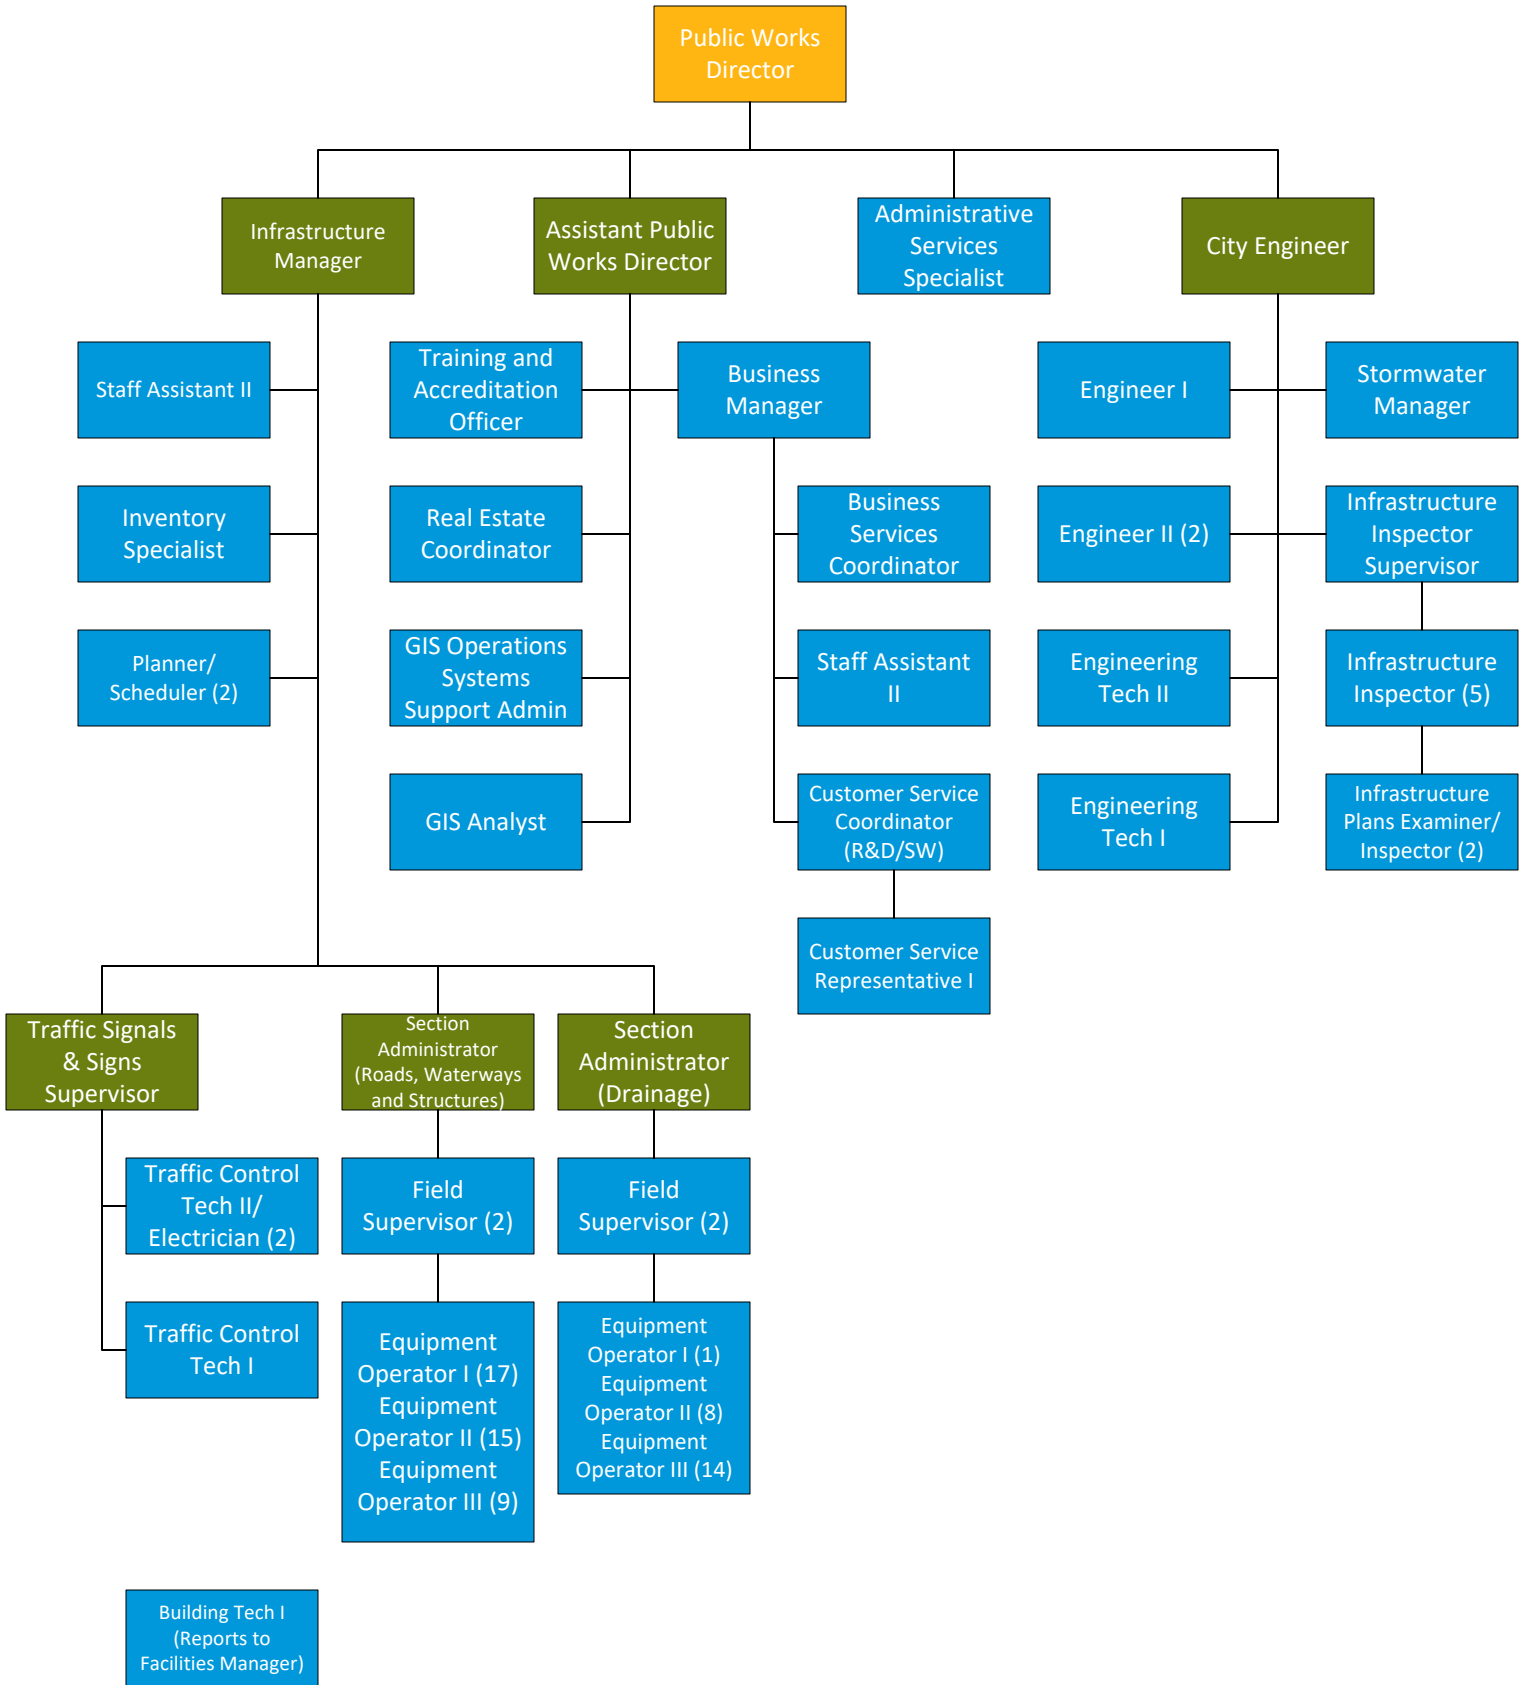 Public Works
Director
Infrastructure
Manager
Assistant Public
Works Director
Administrative
Services
Specialist
City Engineer
Staff Assistant II
Training and
Accreditation
Officer
Business
Manager
Engineer I
Stormwater
Manager
Inventory
Specialist
Real Estate
Coordinator
Business
Services
Coordinator
Engineer II (2)
Infrastructure
Inspector
Supervisor
Planner/
Scheduler (2)
GIS Operations
Systems
Support Admin
Staff Assistant
II
Engineering
Tech II
Infrastructure
Inspector (5)
GIS Analyst
Customer Service
Coordinator
(R&D/SW)
Engineering
Tech I
Infrastructure
Plans Examiner/
Inspector (2)
Customer Service
Representative I
Traffic Signals
& Signs
Supervisor
Section
Administrator
(Roads, Waterways
and Structures)
Section
Administrator
(Drainage)
Traffic Control
Tech II/
Electrician (2)
Field
Supervisor (2)
Field
Supervisor (2)
Traffic Control
Tech I
Equipment
Operator I (17)
Equipment
Operator II (15)
Equipment
Operator III (9)
Equipment
Operator I (1)
Equipment
Operator II (8)
Equipment
Operator III (14)
Building Tech I
(Reports to
Facilities Manager)